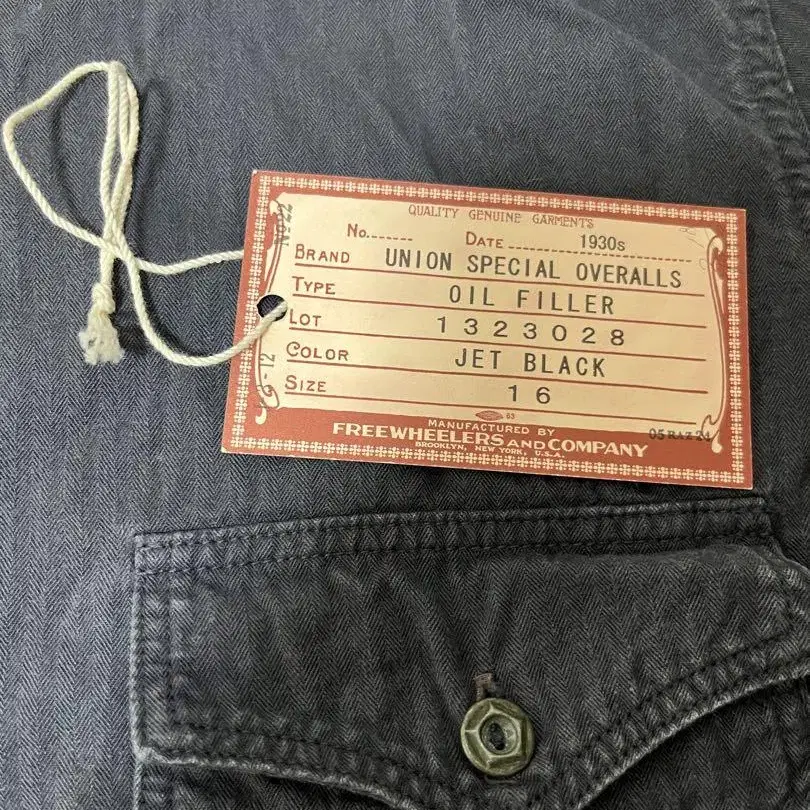 QUALITY GENUINE GARMENTS
No....... DATE............ 1930s
BRAND UNION SPECIAL OVERALLS
TYPE OIL FILLER
LOT 1323028
COLOR JET BLACK
SIZE 16
63
MANUFACTURED BY
FREEWHEELERS AND COMPANY
BROOKLYN, NEW YORK, U.S.A.